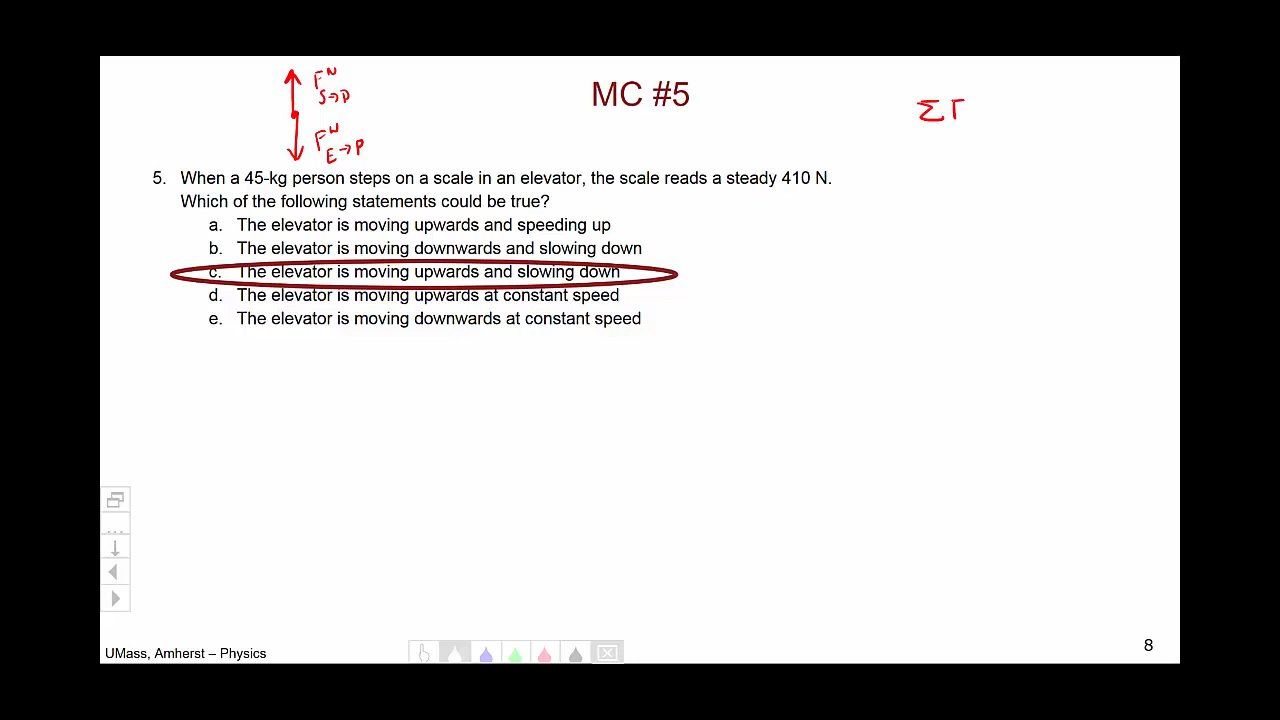 F^N
S→P
MC #5
F^W
E→P
5. When a 45-kg person steps on a scale in an elevator, the scale reads a steady 410 N.
Which of the following statements could be true?
a. The elevator is moving upwards and speeding up
b. The elevator is moving downwards and slowing down
c. The elevator is moving upwards and slowing down
d. The elevator is moving upwards at constant speed
e. The elevator is moving downwards at constant speed
UMass, Amherst – Physics
8